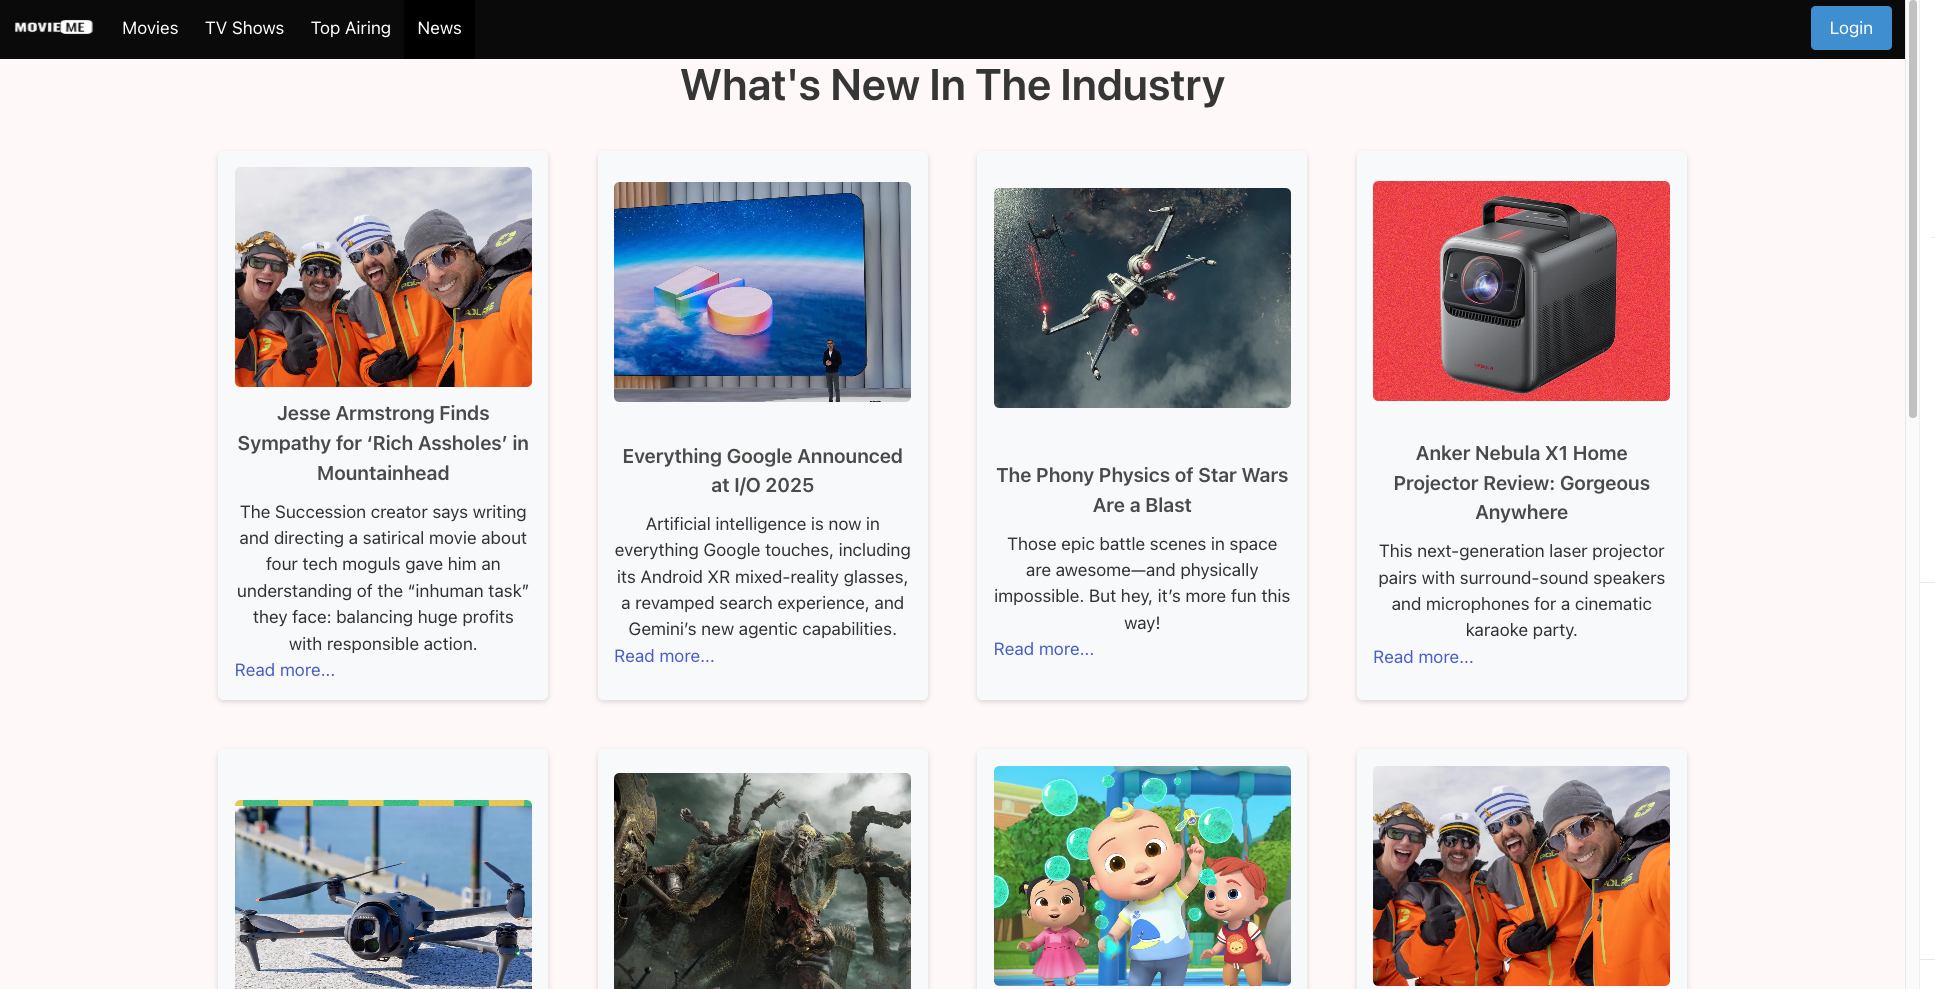 MOVIE ME
Movies
TV Shows
Top Airing
News
Login
What's New In The Industry
Jesse Armstrong Finds
Sympathy for ‘Rich Assholes’ in
Mountainhead
The Succession creator says writing
and directing a satirical movie about
four tech moguls gave him an
understanding of the “inhuman task”
they face: balancing huge profits
with responsible action.
Read more...
Everything Google Announced
at I/O 2025
Artificial intelligence is now in
everything Google touches, including
its Android XR mixed-reality glasses,
a revamped search experience, and
Gemini’s new agentic capabilities.
Read more...
The Phony Physics of Star Wars
Are a Blast
Those epic battle scenes in space
are awesome—and physically
impossible. But hey, it’s more fun this
way!
Read more...
Anker Nebula X1 Home
Projector Review: Gorgeous
Anywhere
This next-generation laser projector
pairs with surround-sound speakers
and microphones for a cinematic
karaoke party.
Read more...